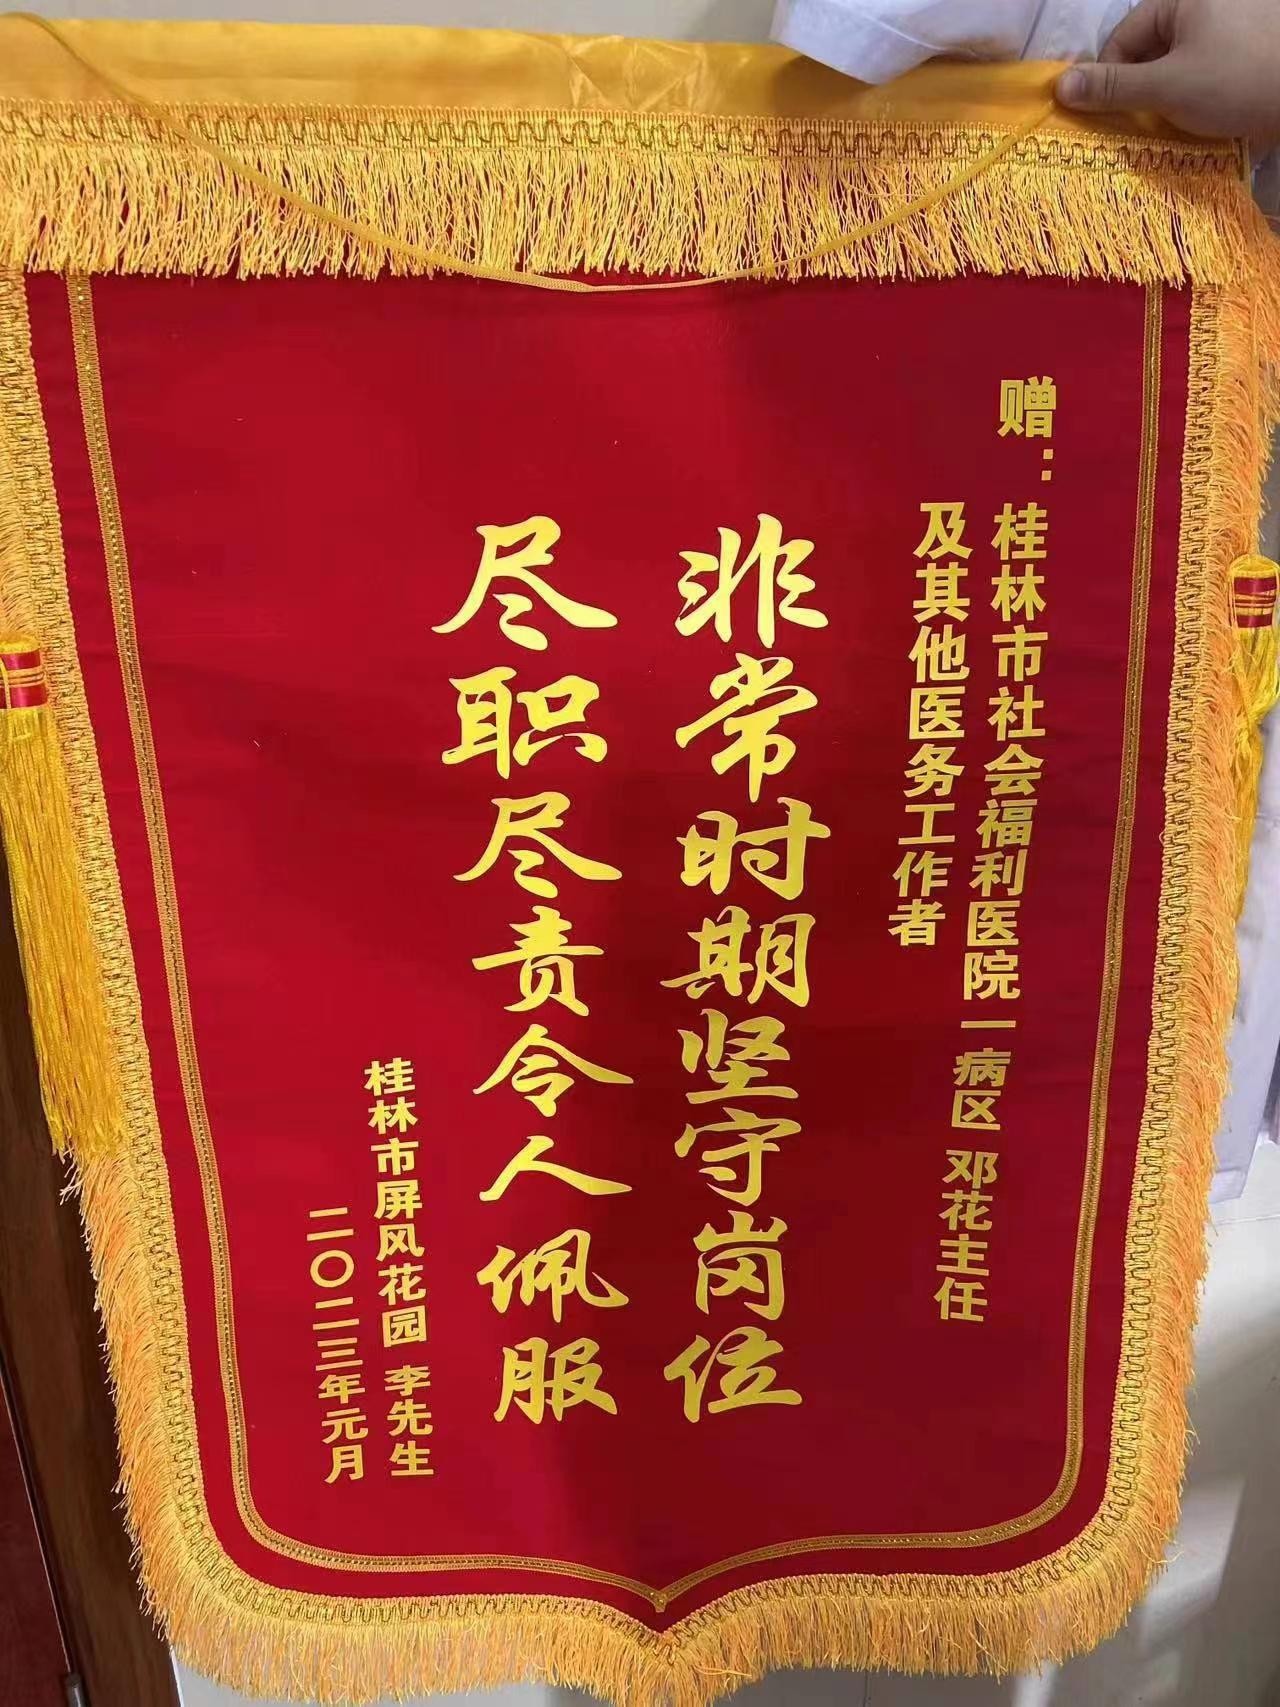 赠：桂林市社会福利医院一病区 邓花主任
及其他医务工作者
非常时期坚守岗位
尽职尽责令人佩服
桂林市屏风花园 李先生
二〇二三年元月